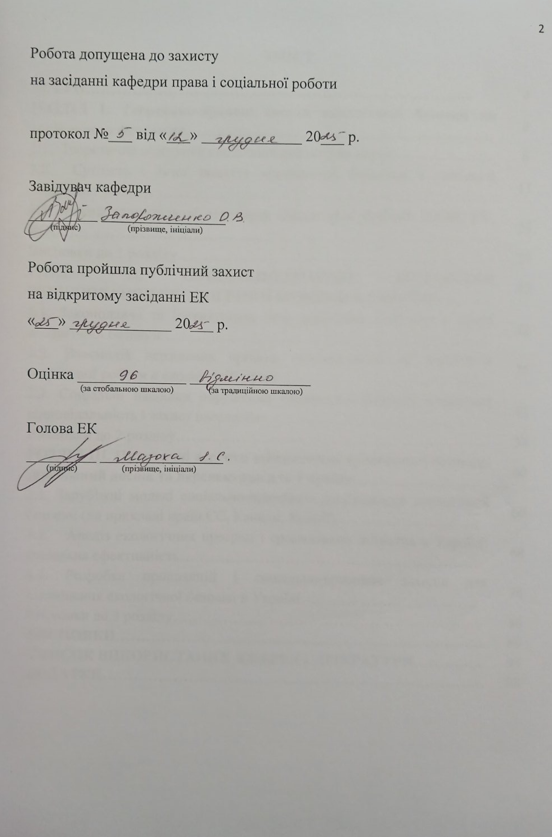 2
Робота допущена до захисту
на засіданні кафедри права і соціальної роботи
протокол № 5 від «12» грудня 2025 р.
Завідувач кафедри
Запороженко О.В.
(підпис) (прізвище, ініціали)
Робота пройшла публічний захист
на відкритому засіданні ЕК
«25» грудня 2025 р.
Оцінка 96 відмінно
(за стобальною шкалою) (за традиційною шкалою)
Голова ЕК
(підпис) (прізвище, ініціали)